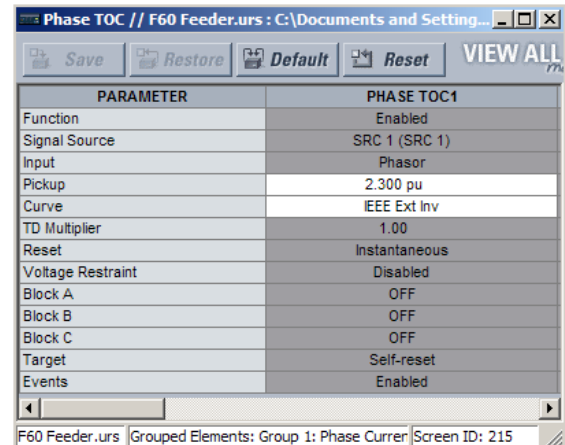 Phase TOC // F60 Feeder.urs : C:\Documents and Setting...
Save Restore Default Reset VIEW ALL
PARAMETER PHASE TOC1
Function Enabled
Signal Source SRC 1 (SRC 1)
Input Phasor
Pickup 2.300 pu
Curve IEEE Ext Inv
TD Multiplier 1.00
Reset Instantaneous
Voltage Restraint Disabled
Block A OFF
Block B OFF
Block C OFF
Target Self-reset
Events Enabled
F60 Feeder.urs Grouped Elements: Group 1: Phase Currer Screen ID: 215